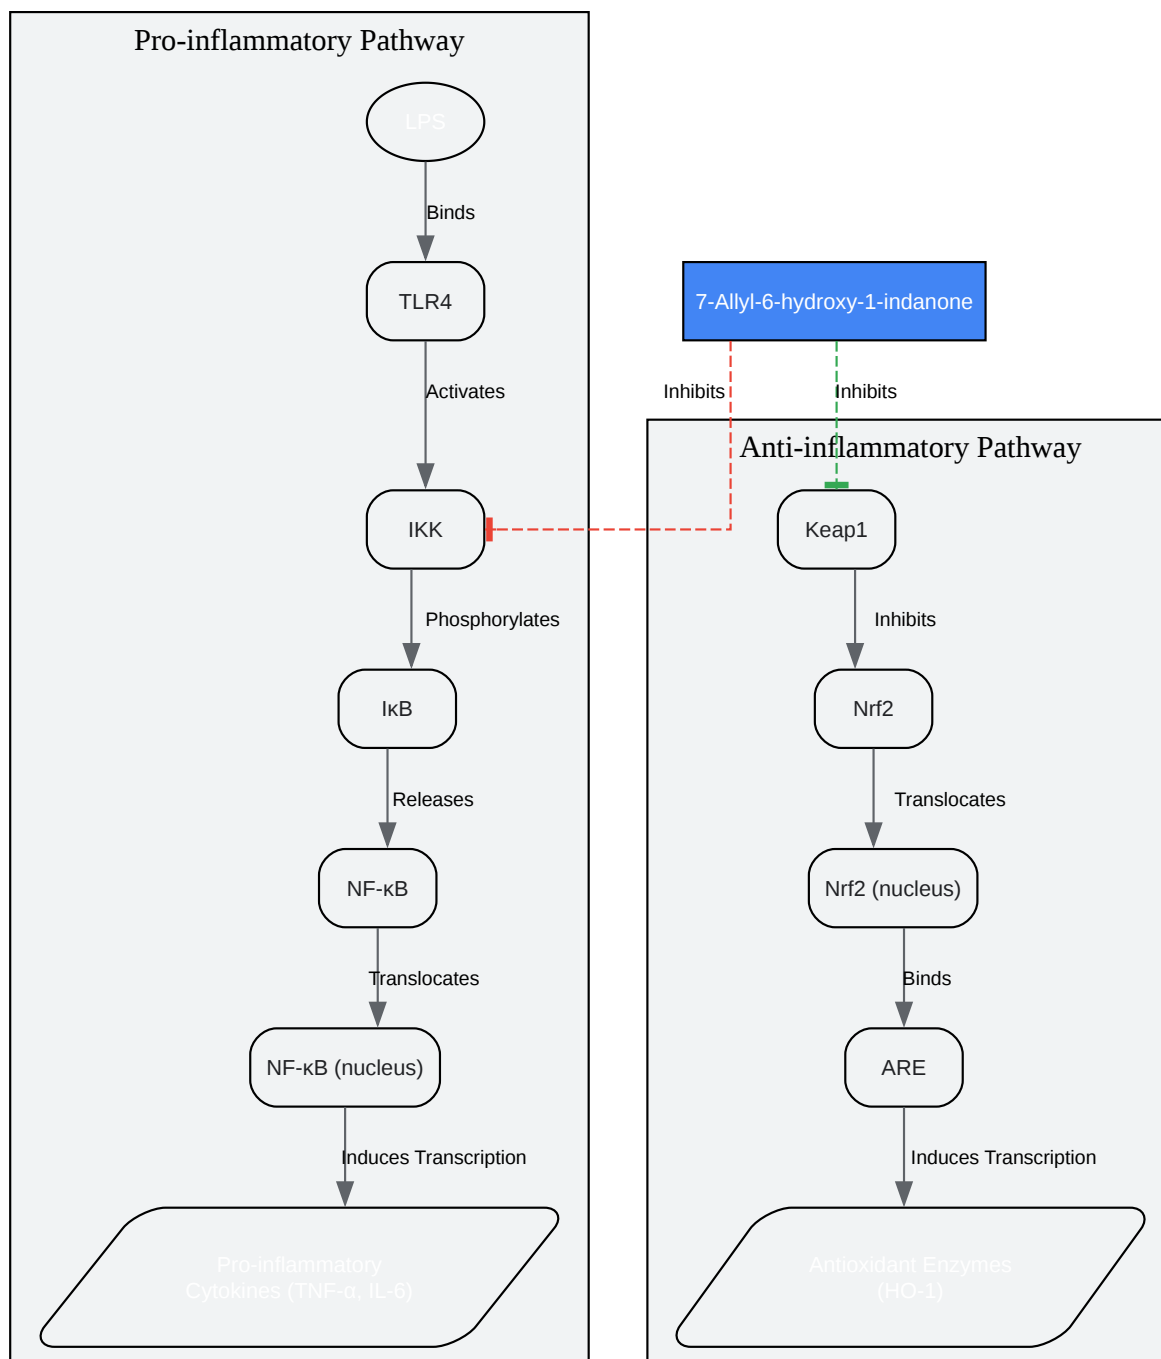 Pro-inflammatory Pathway
LPS
Binds
TLR4
Activates
IKK
Phosphorylates
IκB
Releases
NF-κB
Translocates
NF-κB (nucleus)
Induces Transcription
Pro-inflammatory
Cytokines (TNF-α, IL-6)
7-Allyl-6-hydroxy-1-indanone
Inhibits
Inhibits
Anti-inflammatory Pathway
Keap1
Inhibits
Nrf2
Translocates
Nrf2 (nucleus)
Binds
ARE
Induces Transcription
Antioxidant Enzymes
(HO-1)